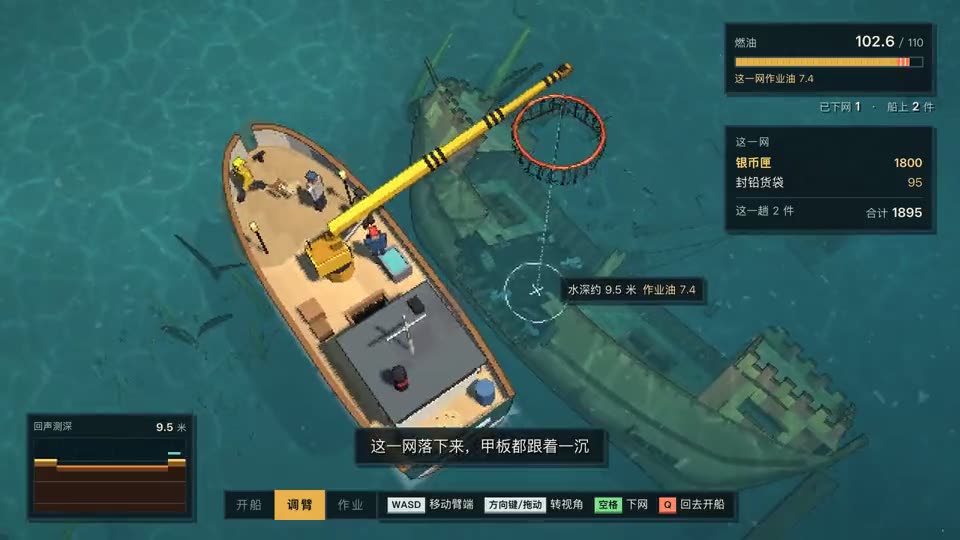 燃油 102.6 / 110
这一网作业油 7.4
已下网 1 · 船上 2 件
这一网
银币匣 1800
封铅货袋 95
这一趟 2 件 合计 1895
水深约 9.5 米 作业油 7.4
回声测深 9.5 米
这一网落下来，甲板都跟着一沉
开船 调臂 作业 WASD 移动臂端 方向键/拖动 转视角 空格 下网 Q 回去开船